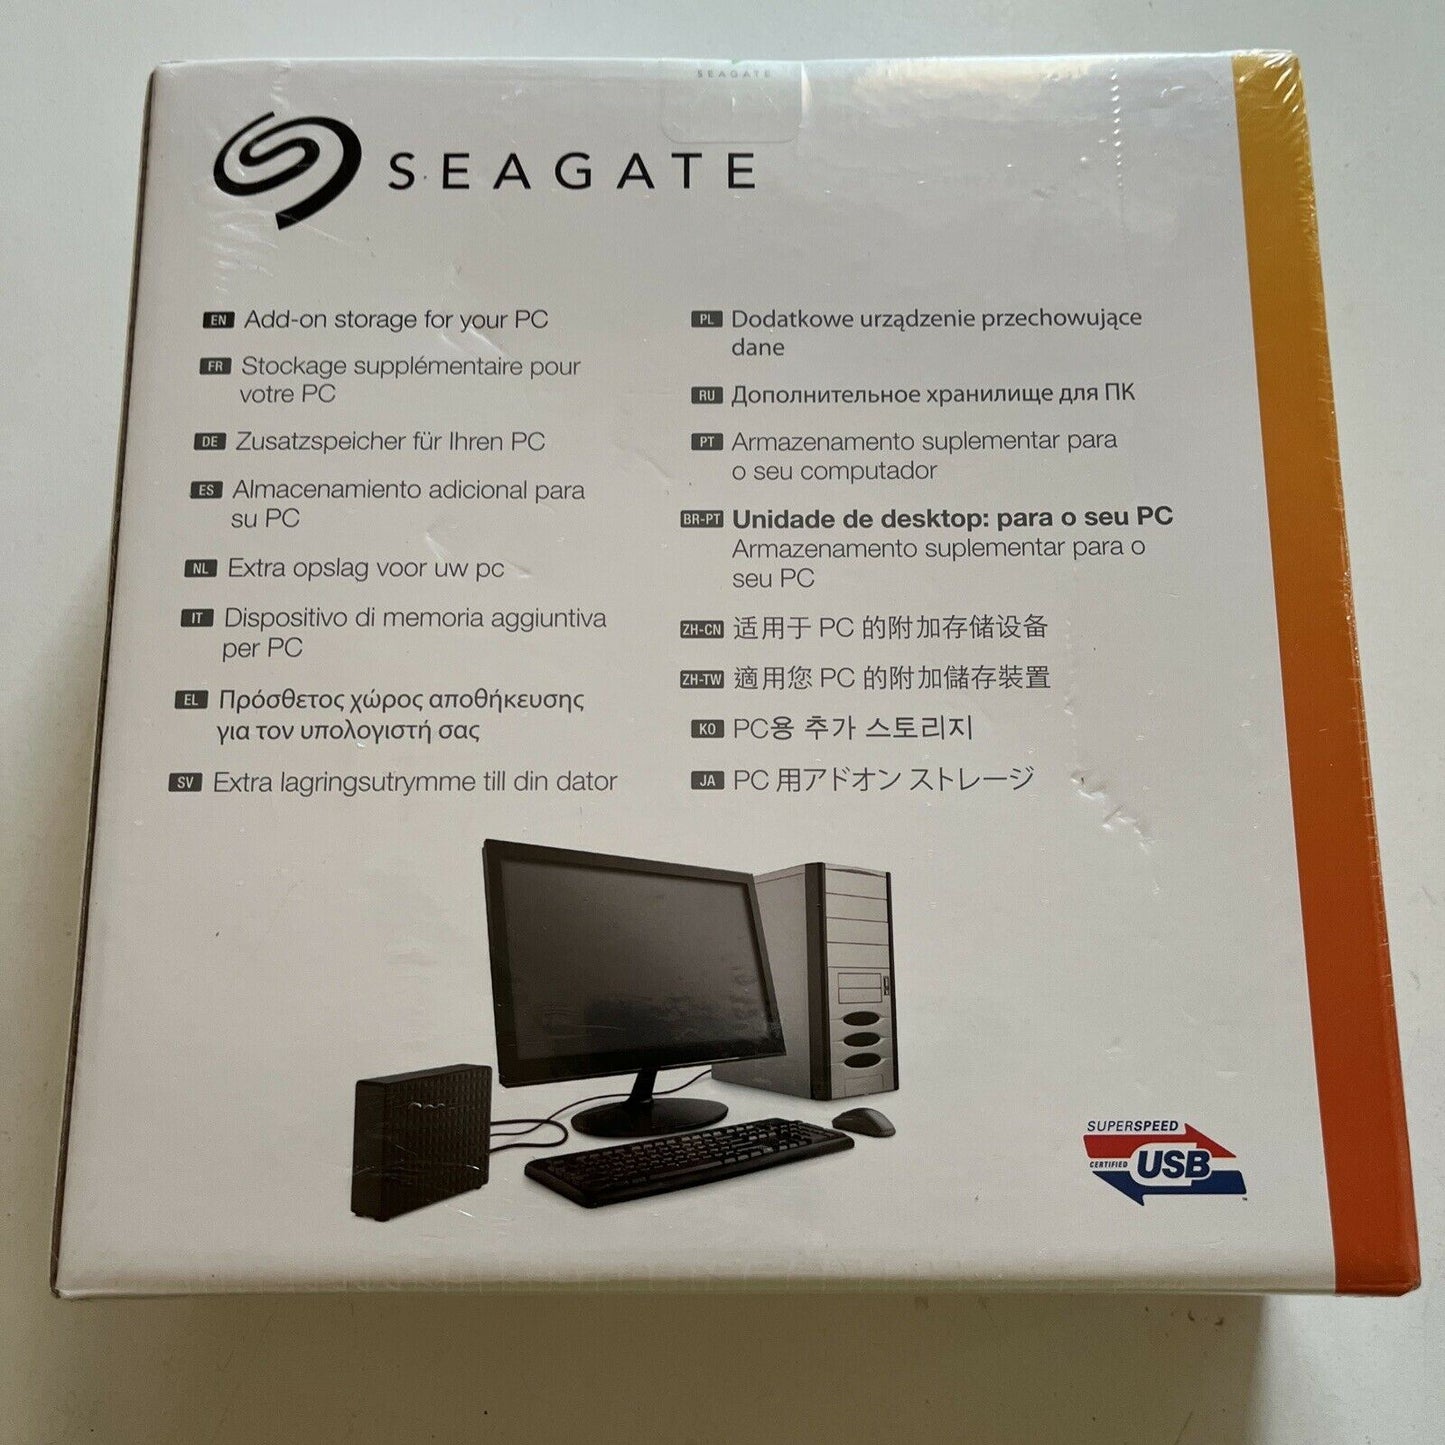 SEAGATE
SEAGATE
EN Add-on storage for your PC
FR Stockage supplémentaire pour
votre PC
DE Zusatzspeicher für Ihren PC
ES Almacenamiento adicional para
su PC
NL Extra opslag voor uw pc
IT Dispositivo di memoria aggiuntiva
per PC
EL Πρόσθετος χώρος αποθήκευσης
για τον υπολογιστή σας
SV Extra lagringsutrymme till din dator
PL Dodatkowe urządzenie przechowujące
dane
RU Дополнительное хранилище для ПК
PT Armazenamento suplementar para
o seu computador
BR-PT Unidade de desktop: para o seu PC
Armazenamento suplementar para o
seu PC
ZH-CN 适用于 PC 的附加存储设备
ZH-TW 適用您 PC 的附加儲存裝置
KO PC용 추가 스토리지
JA PC 用アドオン ストレージ
SUPERSPEED
CERTIFIED USB
TM